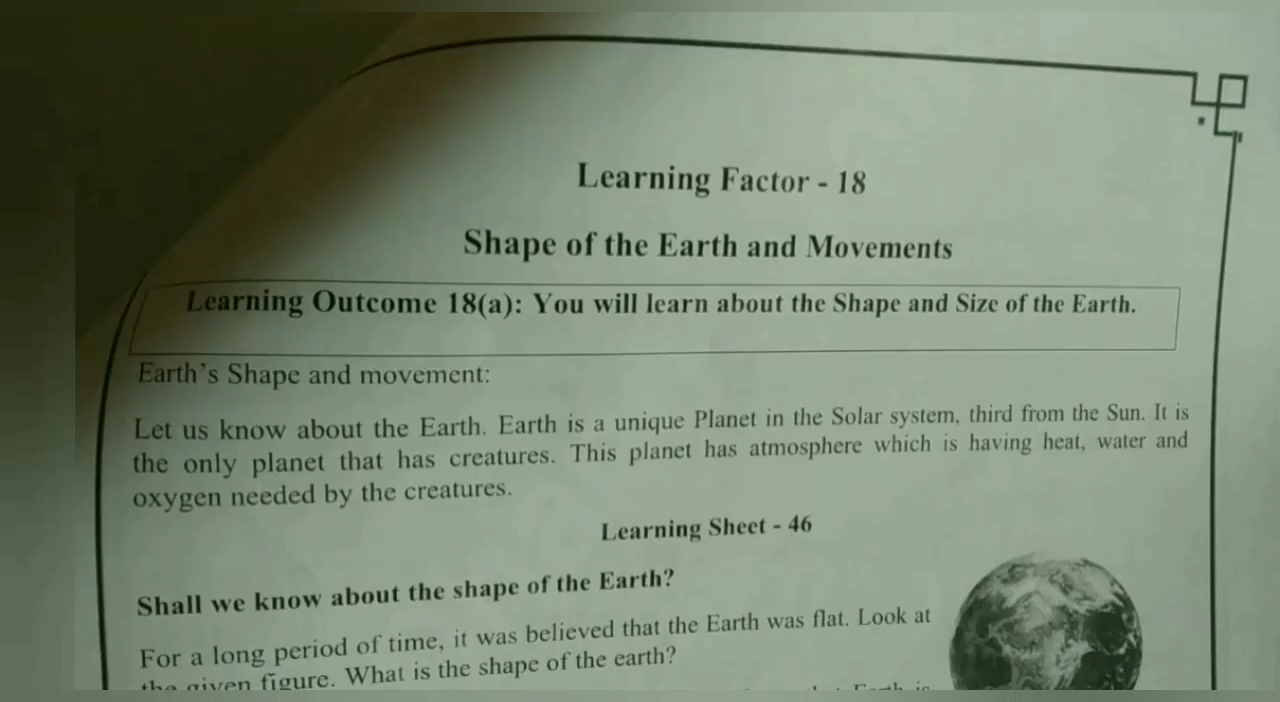 Learning Factor - 18
Shape of the Earth and Movements
Learning Outcome 18(a): You will learn about the Shape and Size of the Earth.
Earth's Shape and movement:
Let us know about the Earth. Earth is a unique Planet in the Solar system, third from the Sun. It is
the only planet that has creatures. This planet has atmosphere which is having heat, water and
oxygen needed by the creatures.
Learning Sheet - 46
Shall we know about the shape of the Earth?
For a long period of time, it was believed that the Earth was flat. Look at
the given figure. What is the shape of the earth?
Earth is